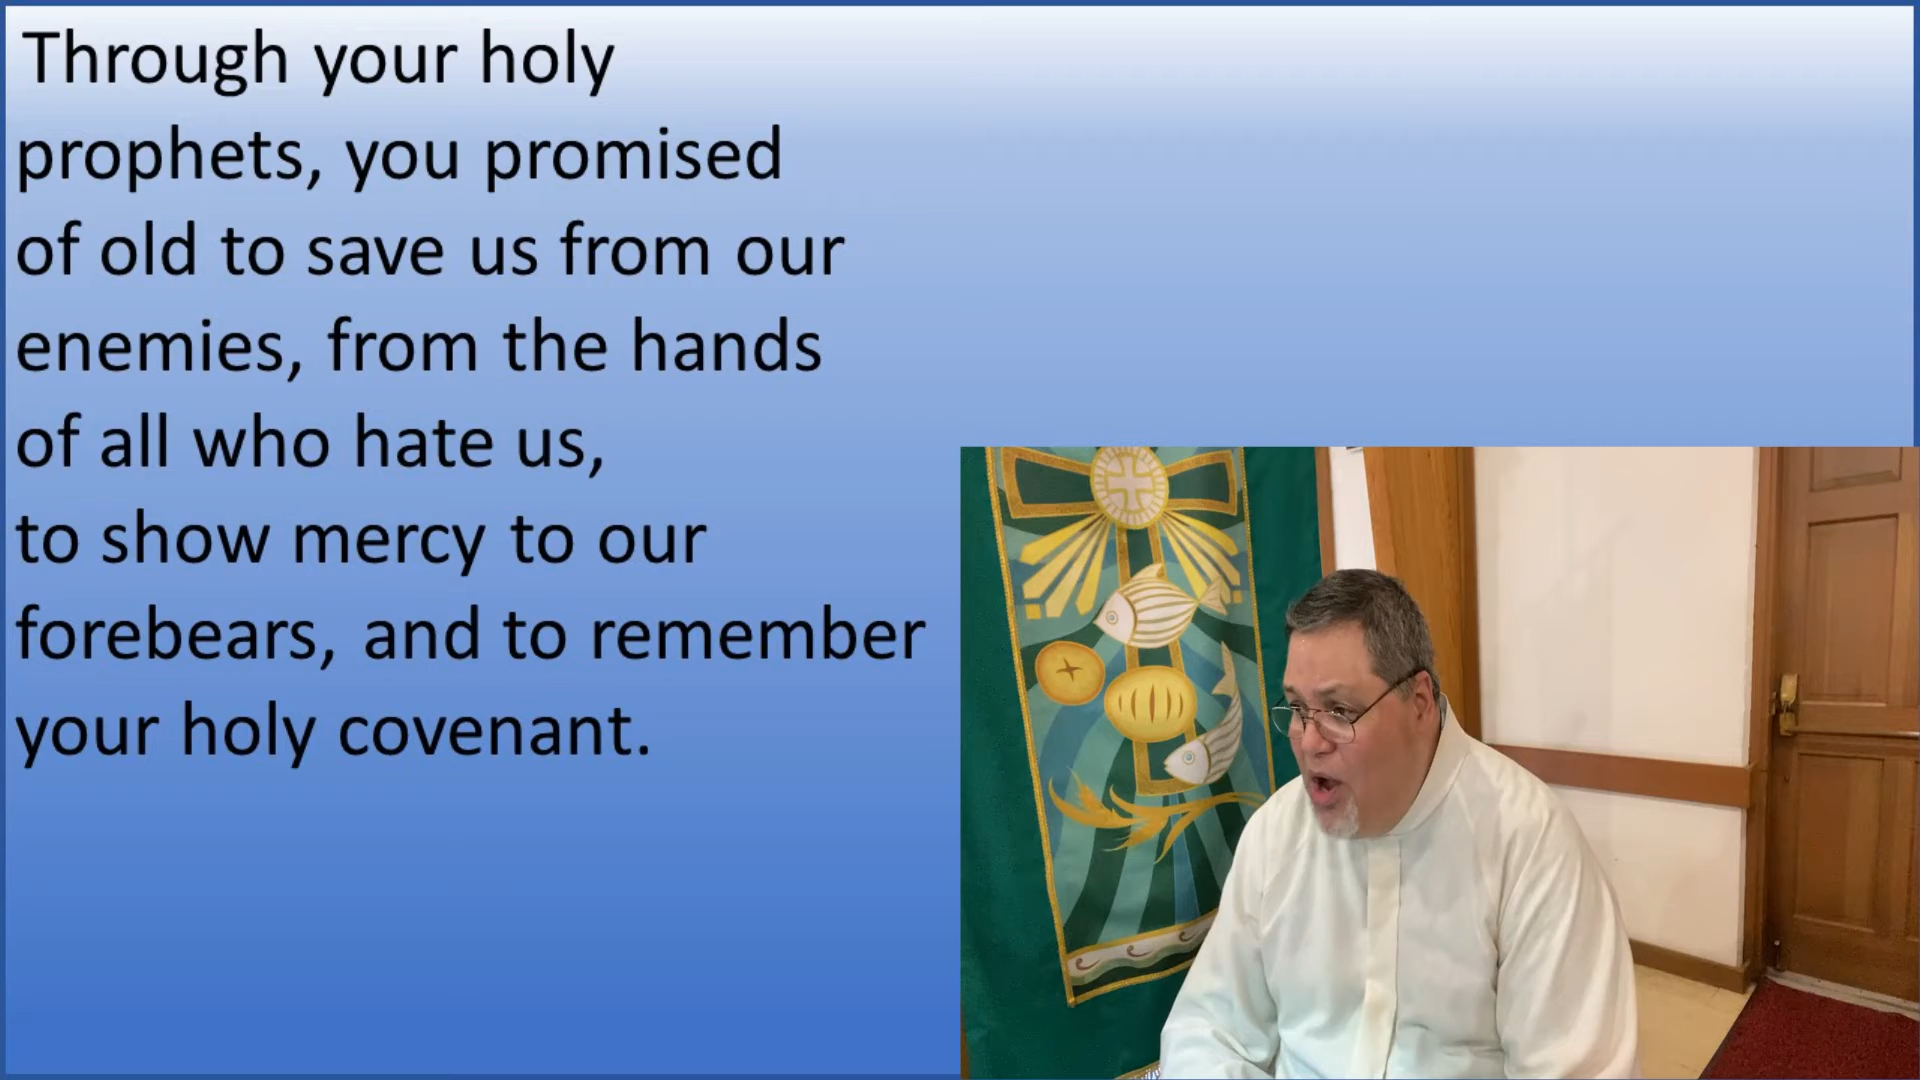 Through your holy
prophets, you promised
of old to save us from our
enemies, from the hands
of all who hate us,
to show mercy to our
forebears, and to remember
your holy covenant.